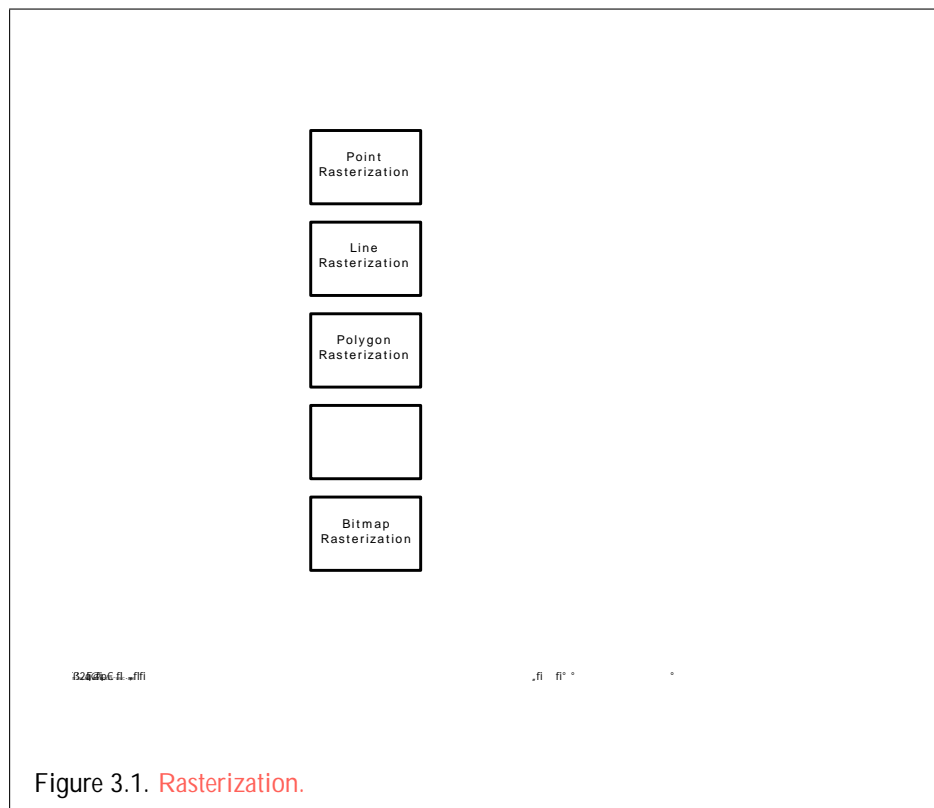 Point
Rasterization
Line
Rasterization
Polygon
Rasterization
Bitmap
Rasterization
Figure 3.1. Rasterization.